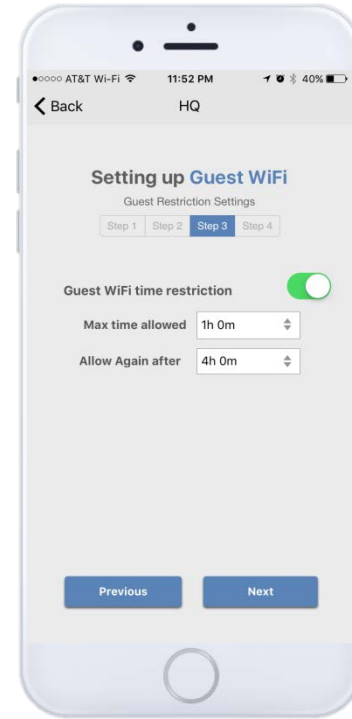 AT&T Wi-Fi 11:52 PM 40%
Back HQ
Setting up Guest WiFi
Guest Restriction Settings
Step 1 Step 2 Step 3 Step 4
Guest WiFi time restriction
Max time allowed 1h 0m
Allow Again after 4h 0m
Previous Next